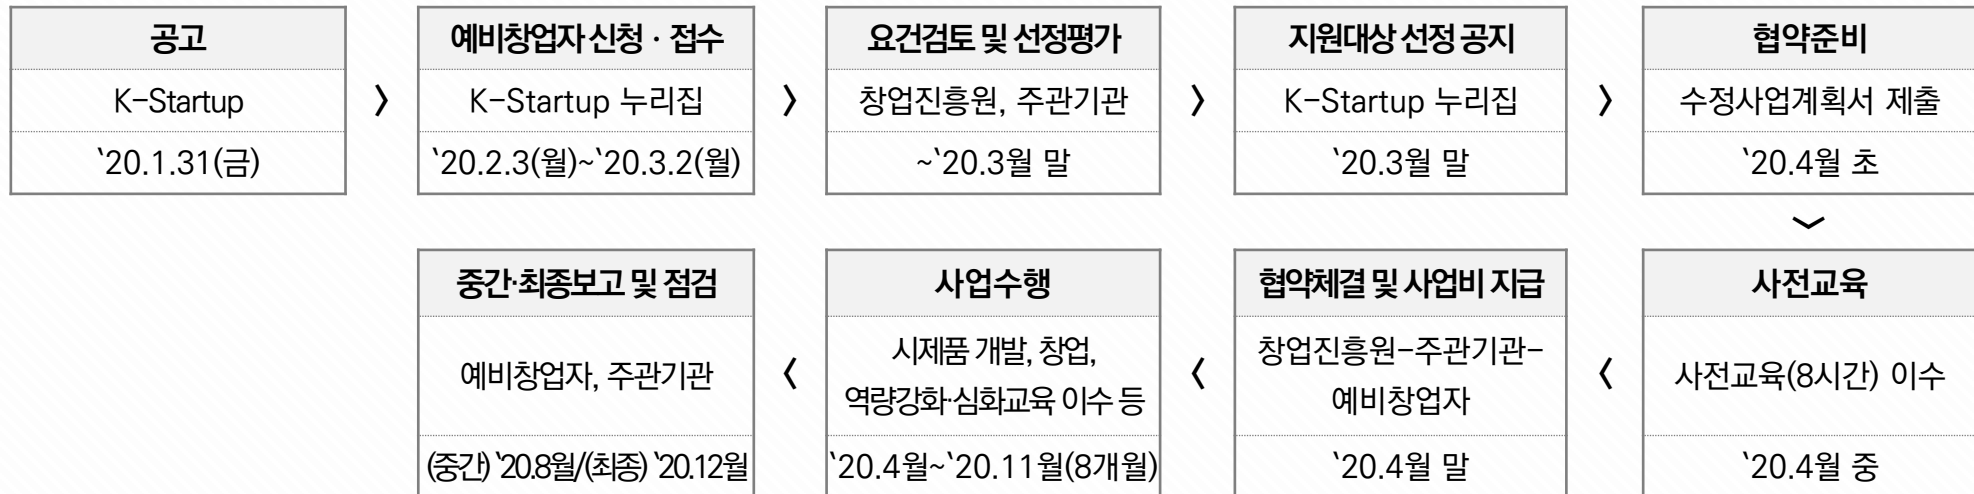 공고
K-Startup
`20.1.31(금)
〉
예비창업자 신청 · 접수
K-Startup 누리집
`20.2.3(월)~`20.3.2(월)
〉
요건검토 및 선정평가
창업진흥원, 주관기관
~`20.3월 말
〉
지원대상 선정 공지
K-Startup 누리집
`20.3월 말
〉
협약준비
수정사업계획서 제출
`20.4월 초
사전교육
사전교육(8시간) 이수
`20.4월 중
〈
협약체결 및 사업비 지급
창업진흥원-주관기관-
예비창업자
`20.4월 말
〈
사업수행
시제품 개발, 창업,
역량강화·심화교육 이수 등
`20.4월~`20.11월(8개월)
〈
중간·최종보고 및 점검
예비창업자, 주관기관
(중간) `20.8월/(최종) `20.12월